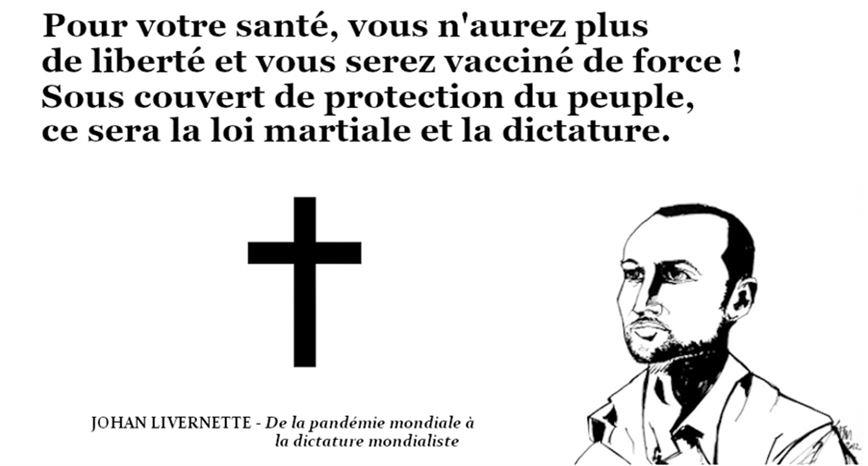 Pour votre santé, vous n'aurez plus
de liberté et vous serez vacciné de force !
Sous couvert de protection du peuple,
ce sera la loi martiale et la dictature.
JOHAN LIVERNETTE - De la pandémie mondiale à
la dictature mondialiste